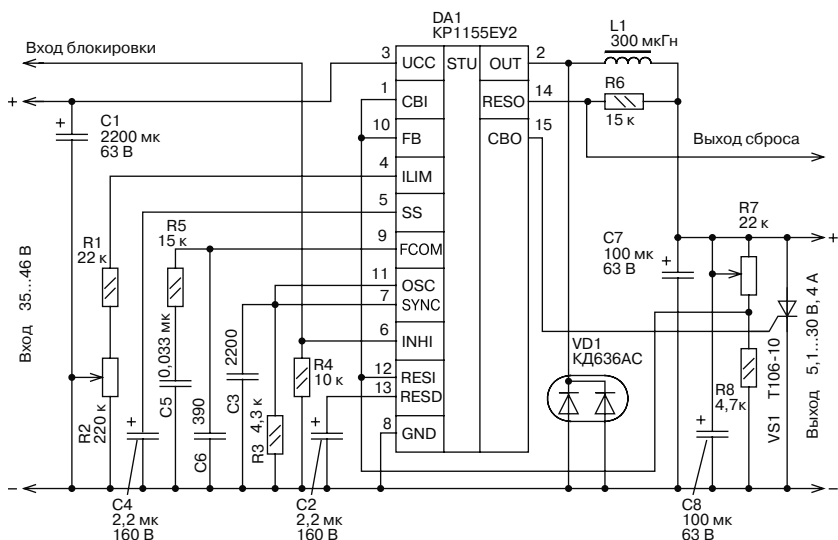 DA1
КР1155ЕУ2
Вход блокировки
3
UCC
STU
OUT
2
L1
300 мкГн
+
1
CBI
RESO
14
R6
15 к
C1
2200 мк
63 В
+
10
FB
CBO
15
Выход сброса
4
ILIM
5
SS
R1
22 к
R5
15 к
9
FCOM
C7
100 мк
63 В
+
R7
22 к
+
11
OSC
7
SYNC
Вход 35...46 В
0,033 мк
C5
2200
C3
6
INHI
R4
10 к
VD1
КД636АС
R2
220 к
390
C6
4,3 к
R3
12
RESI
13
RESD
8
GND
R8
4,7к
VS1 Т106-10
Выход 5,1...30 В, 4 А
+
+
+
–
–
C4
2,2 мк
160 В
C2
2,2 мк
160 В
C8
100 мк
63 В